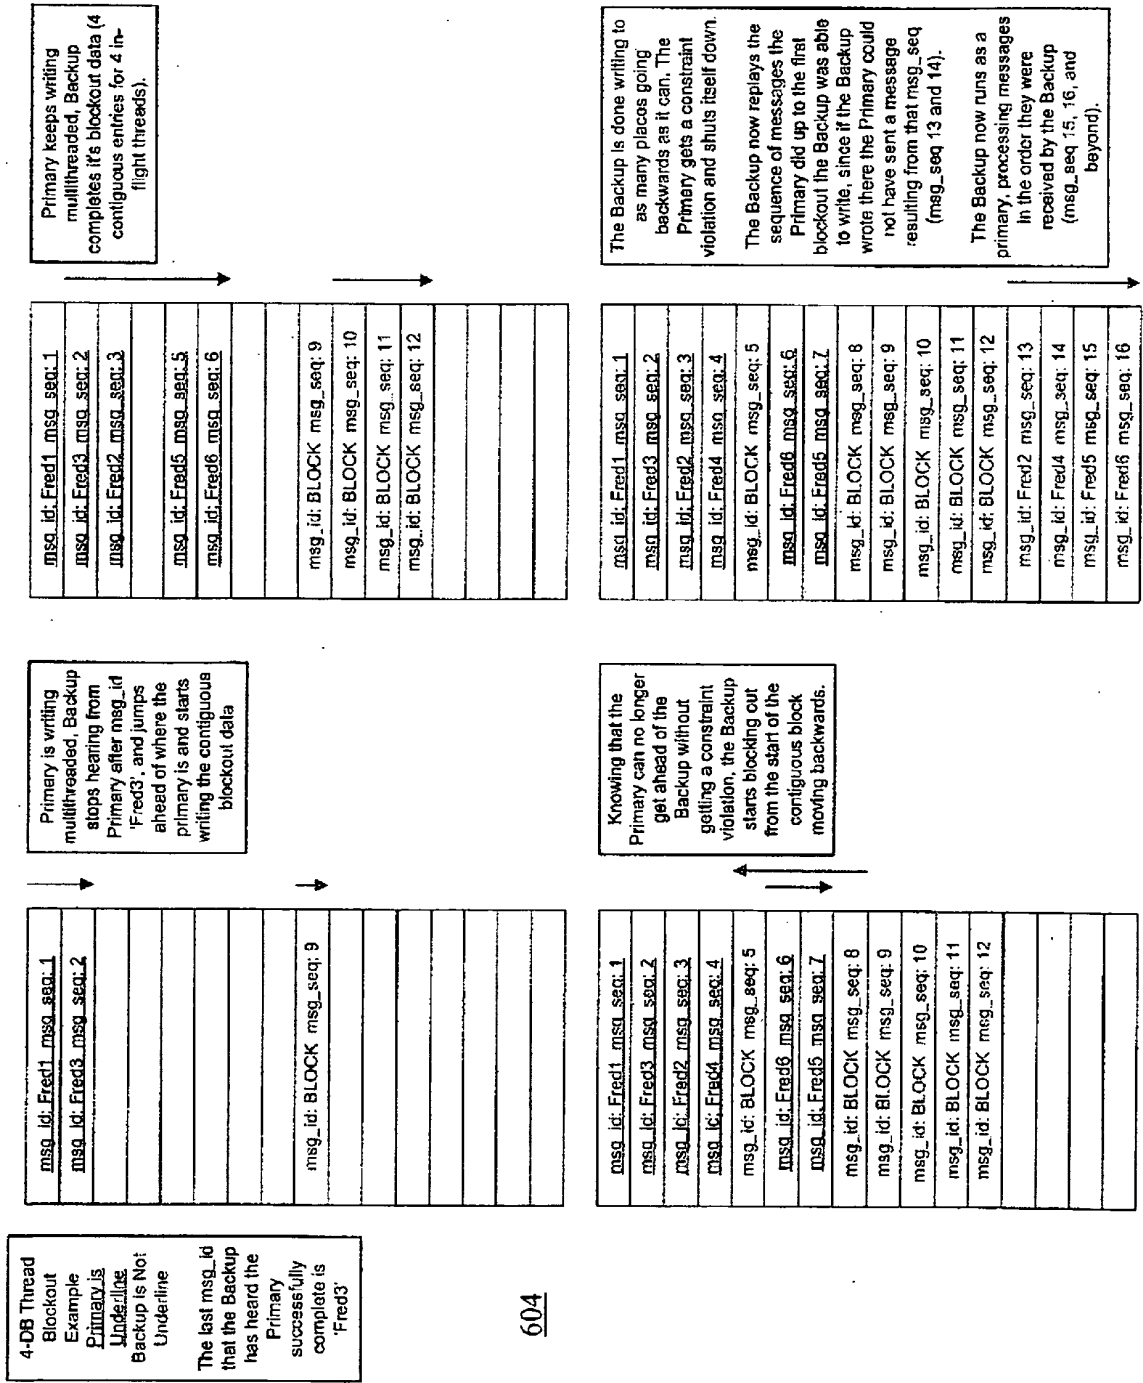 4-DB Thread
Blockout
Example
Primary is
Underline
Backup is Not
Underline
The last msg_id
that the Backup
has heard the
Primary
successfully
complete is
'Fred3'
msg_id: Fred1 msg_seq: 1
msg_id: Fred3 msg_seq: 2
msg_id: BLOCK msg_seq: 9
Primary is writing
multithreaded, Backup
stops hearing from
Primary after msg_id
'Fred3', and jumps
ahead of where the
primary is and starts
writing the contiguous
blockout data
msg_id: Fred1 msg_seq: 1
msg_id: Fred3 msg_seq: 2
msg_id: Fred2 msg_seq: 3
msg_id: Fred5 msg_seq: 5
msg_id: Fred6 msg_seq: 6
msg_id: BLOCK msg_seq: 9
msg_id: BLOCK msg_seq: 10
msg_id: BLOCK msg_seq: 11
msg_id: BLOCK msg_seq: 12
Primary keeps writing
multithreaded, Backup
completes it's blockout data (4
contiguous entries for 4 in-
flight threads).
604
msg_id: Fred1 msg_seq: 1
msg_id: Fred3 msg_seq: 2
msg_id: Fred2 msg_seq: 3
msg_id: Fred4 msg_seq: 4
msg_id: BLOCK msg_seq: 5
msg_id: Fred6 msg_seq: 6
msg_id: Fred5 msg_seq: 7
msg_id: BLOCK msg_seq: 8
msg_id: BLOCK msg_seq: 9
msg_id: BLOCK msg_seq: 10
msg_id: BLOCK msg_seq: 11
msg_id: BLOCK msg_seq: 12
Knowing that the
Primary can no longer
get ahead of the
Backup without
getting a constraint
violation, the Backup
starts blocking out
from the start of the
contiguous block
moving backwards.
msg_id: Fred1 msg_seq: 1
msg_id: Fred3 msg_seq: 2
msg_id: Fred2 msg_seq: 3
msg_id: Fred4 msg_seq: 4
msg_id: BLOCK msg_seq: 5
msg_id: Fred6 msg_seq: 6
msg_id: Fred5 msg_seq: 7
msg_id: BLOCK msg_seq: 8
msg_id: BLOCK msg_seq: 9
msg_id: BLOCK msg_seq: 10
msg_id: BLOCK msg_seq: 11
msg_id: BLOCK msg_seq: 12
msg_id: Fred2 msg_seq: 13
msg_id: Fred4 msg_seq: 14
msg_id: Fred5 msg_seq: 15
msg_id: Fred6 msg_seq: 16
The Backup is done writing to
as many places going
backwards as it can. The
Primary gets a constraint
violation and shuts itself down.
The Backup now replays the
sequence of messages the
Primary did up to the first
blockout the Backup was able
to write, since if the Backup
wrote there the Primary could
not have sent a message
resulting from that msg_seq
(msg_seq 13 and 14).
The Backup now runs as a
primary, processing messages
in the order they were
received by the Backup
(msg_seq 15, 16, and
beyond).